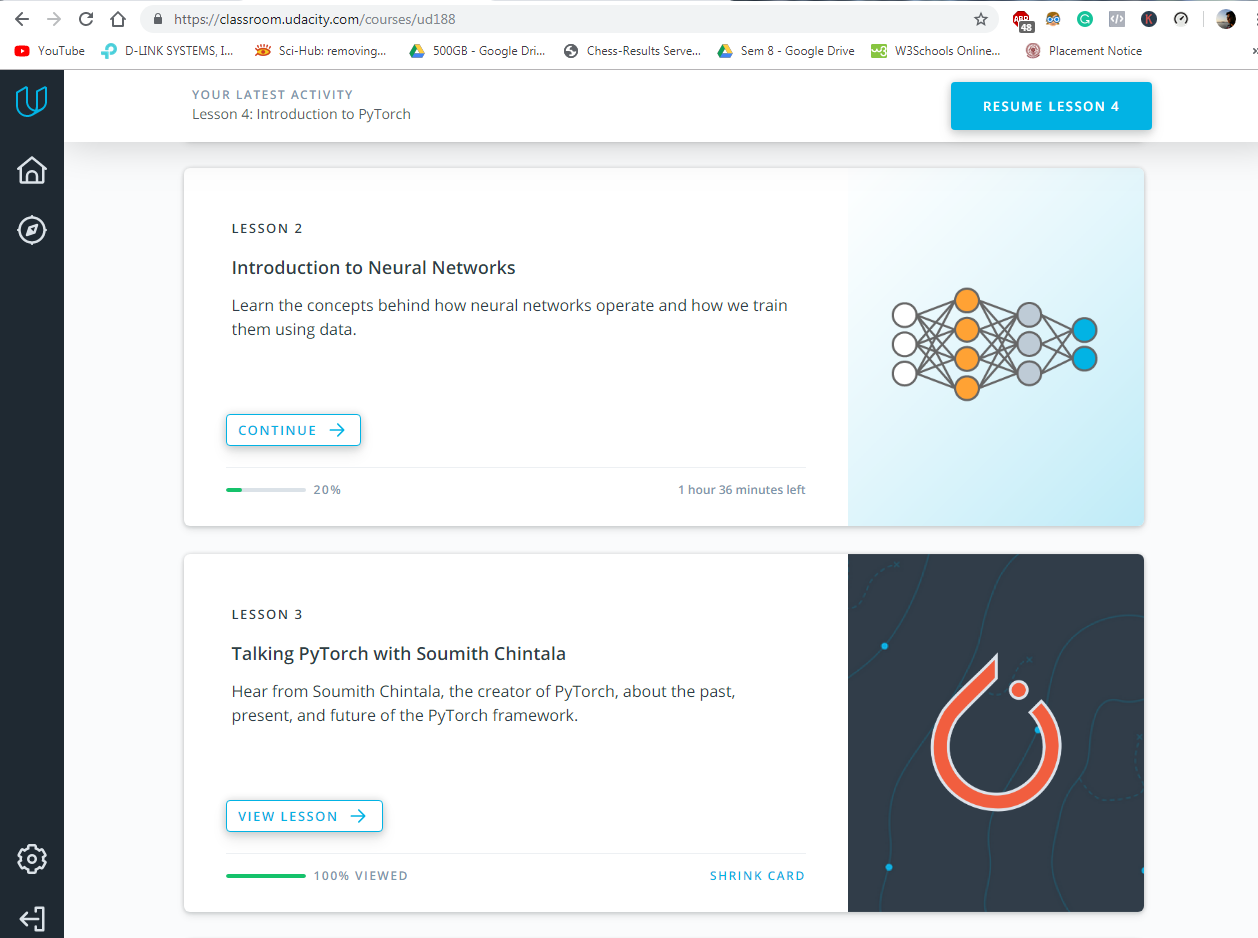 https://classroom.udacity.com/courses/ud188
ABP
48
G
</>
K
YouTube
D-LINK SYSTEMS, I...
Sci-Hub: removing...
500GB - Google Dri...
Chess-Results Serve...
Sem 8 - Google Drive
w3
W3Schools Online...
Placement Notice
»
YOUR LATEST ACTIVITY
Lesson 4: Introduction to PyTorch
RESUME LESSON 4
LESSON 2
Introduction to Neural Networks
Learn the concepts behind how neural networks operate and how we train
them using data.
CONTINUE
20%
1 hour 36 minutes left
LESSON 3
Talking PyTorch with Soumith Chintala
Hear from Soumith Chintala, the creator of PyTorch, about the past,
present, and future of the PyTorch framework.
VIEW LESSON
100% VIEWED
SHRINK CARD